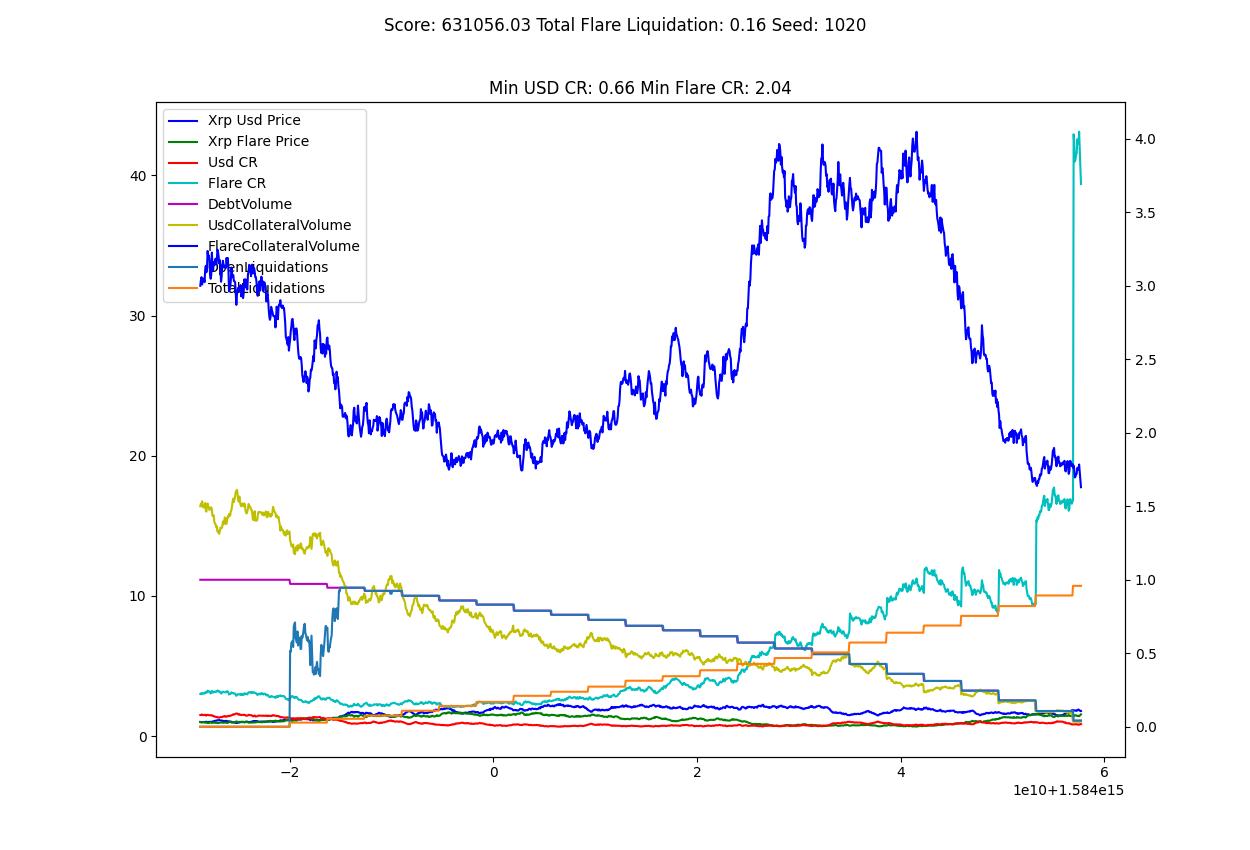 Score: 631056.03 Total Flare Liquidation: 0.16 Seed: 1020
Min USD CR: 0.66 Min Flare CR: 2.04
Xrp Usd Price
Xrp Flare Price
Usd CR
Flare CR
DebtVolume
UsdCollateralVolume
FlareCollateralVolume
OpenLiquidations
TotalLiquidations
40
30
20
10
0
4.0
3.5
3.0
2.5
2.0
1.5
1.0
0.5
0.0
−2 0 2 4 6
1e10+1.584e15